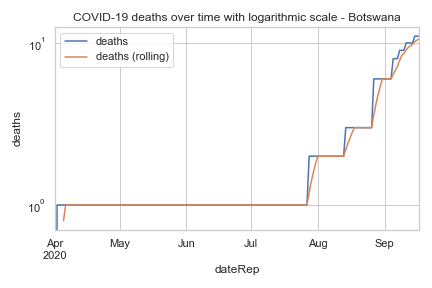 COVID-19 deaths over time with logarithmic scale - Botswana
deaths
deaths (rolling)
10¹
10⁰
deaths
Apr
2020
May
Jun
Jul
Aug
Sep
dateRep